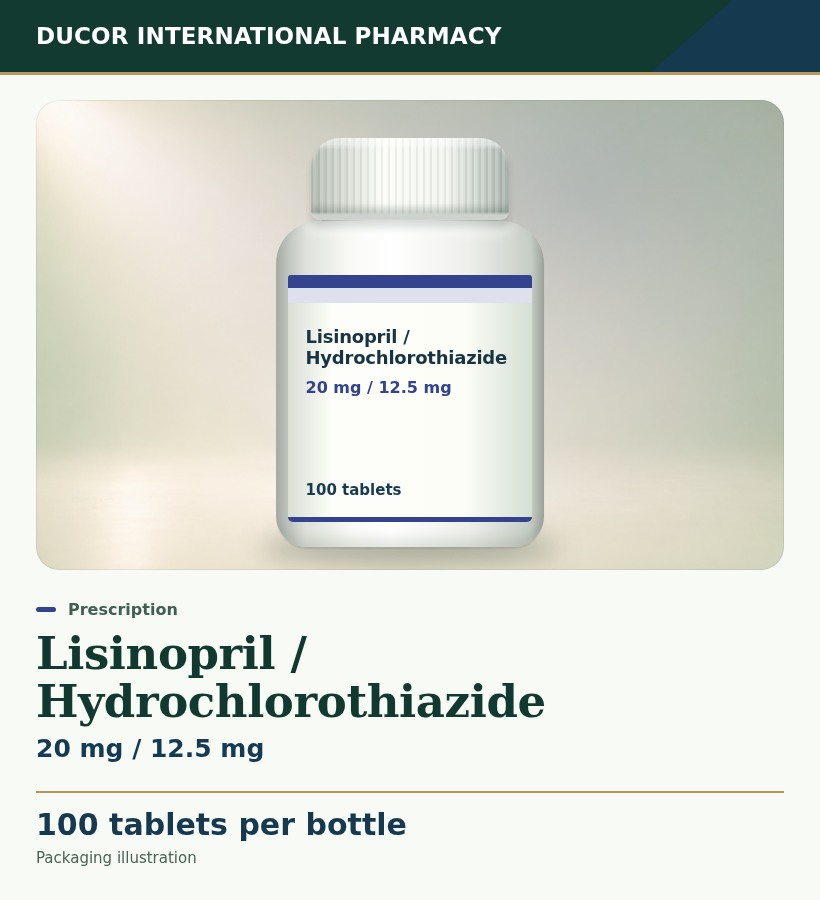 DUCOR INTERNATIONAL PHARMACY
Lisinopril /
Hydrochlorothiazide
20 mg / 12.5 mg
100 tablets
Prescription
Lisinopril /
Hydrochlorothiazide
20 mg / 12.5 mg
100 tablets per bottle
Packaging illustration